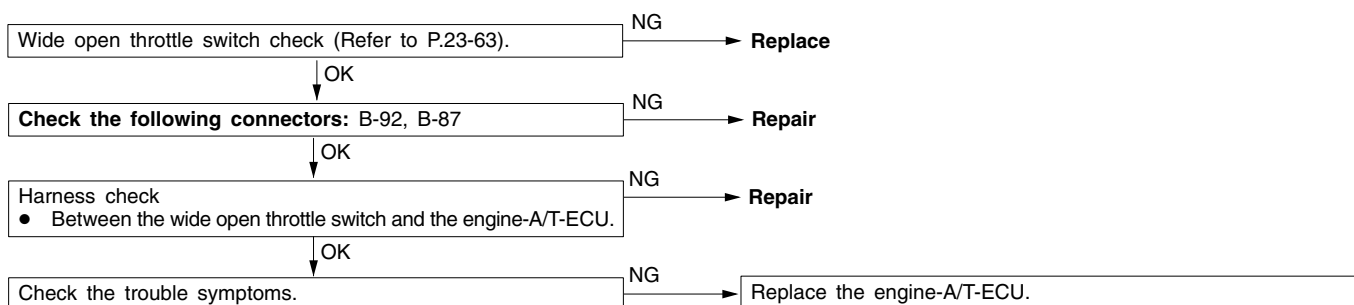 Wide open throttle switch check (Refer to P.23-63).
NG
Replace
OK
Check the following connectors: B-92, B-87
NG
Repair
OK
Harness check
● Between the wide open throttle switch and the engine-A/T-ECU.
NG
Repair
OK
Check the trouble symptoms.
NG
Replace the engine-A/T-ECU.